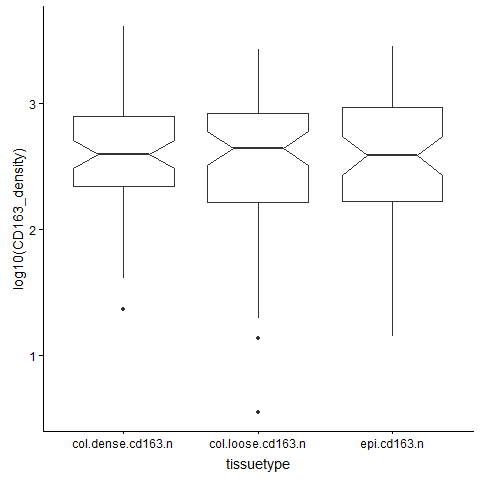 log10(CD163_density)
3
2
1
col.dense.cd163.n
col.loose.cd163.n
epi.cd163.n
tissuetype